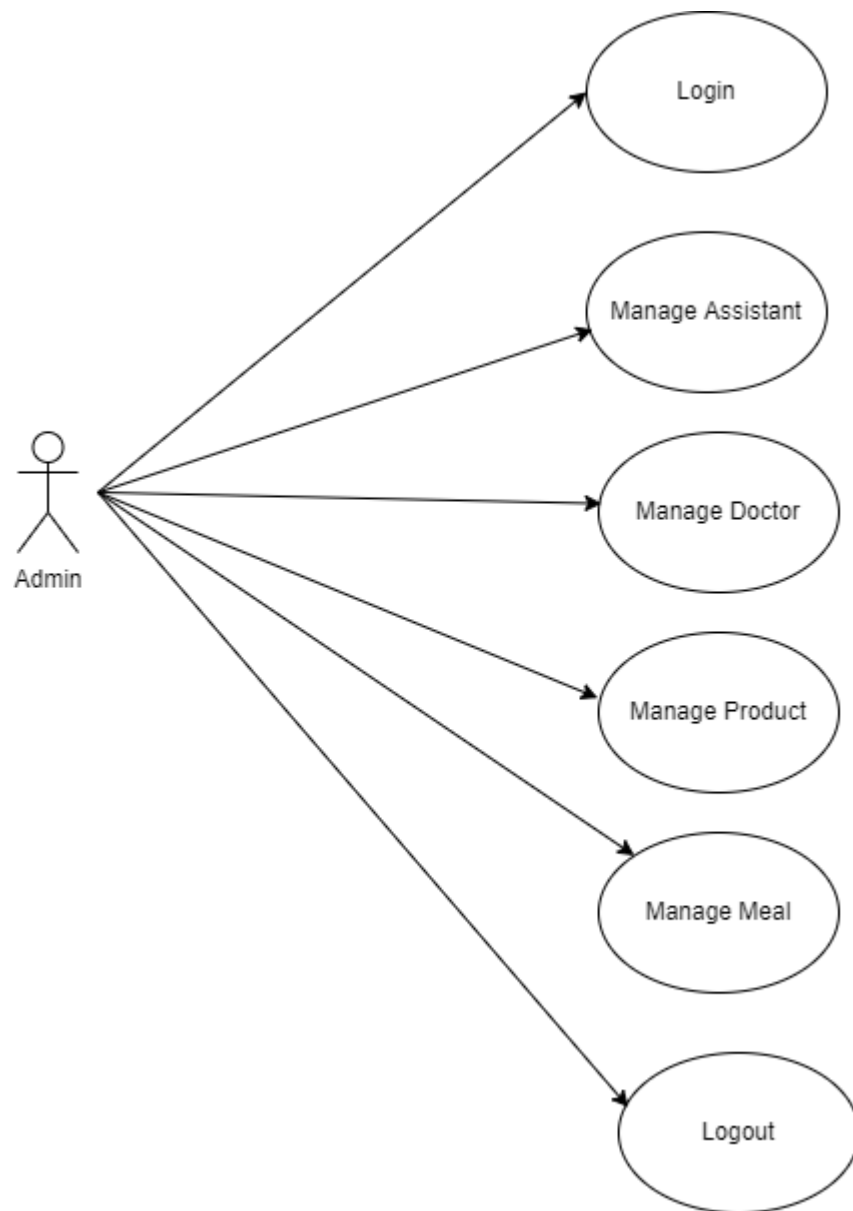 Login
Manage Assistant
Manage Doctor
Admin
Manage Product
Manage Meal
Logout